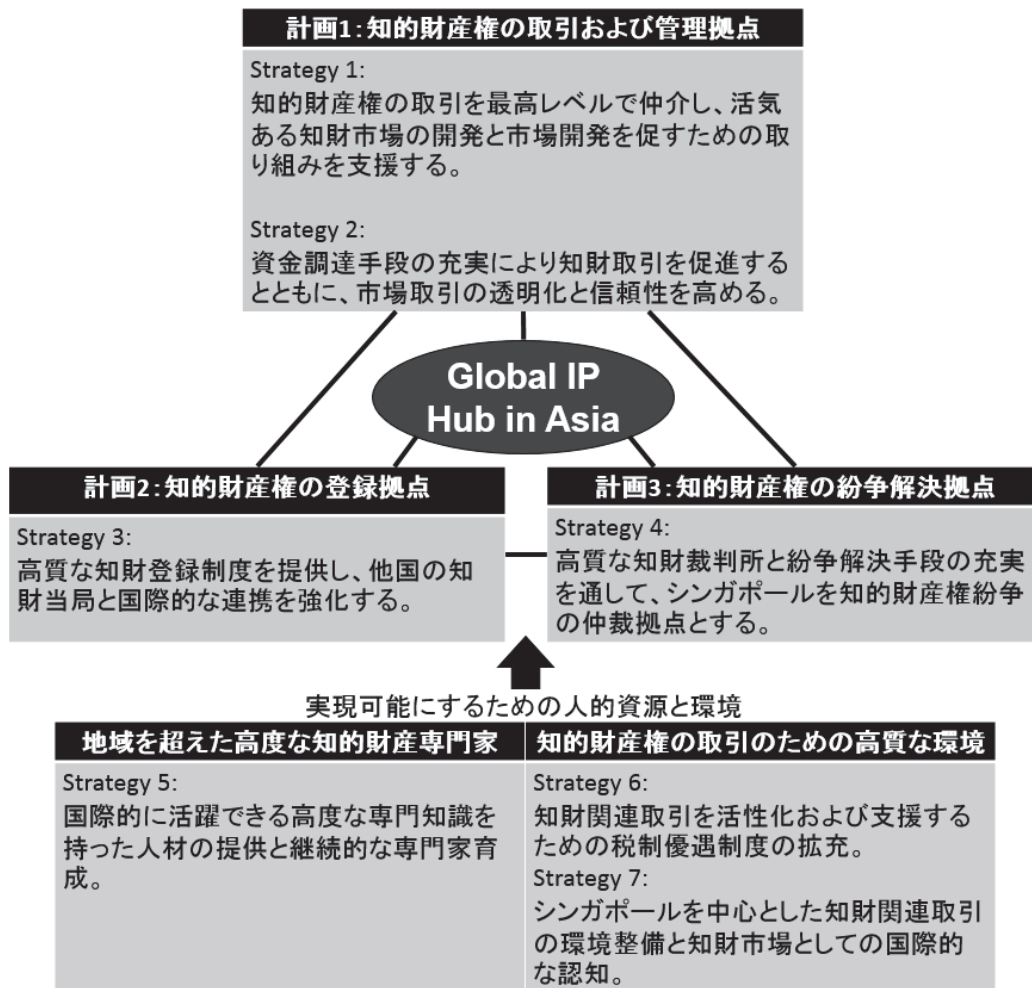 計画1:知的財産権の取引および管理拠点
Strategy 1:
知的財産権の取引を最高レベルで仲介し、活気
ある知財市場の開発と市場開発を促すための取
り組みを支援する。
Strategy 2:
資金調達手段の充実により知財取引を促進する
とともに、市場取引の透明化と信頼性を高める。
Global IP
Hub in Asia
計画2:知的財産権の登録拠点
Strategy 3:
高質な知財登録制度を提供し、他国の知
財当局と国際的な連携を強化する。
計画3:知的財産権の紛争解決拠点
Strategy 4:
高質な知財裁判所と紛争解決手段の充実
を通して、シンガポールを知的財産権紛争
の仲裁拠点とする。
実現可能にするための人的資源と環境
地域を超えた高度な知的財産専門家
Strategy 5:
国際的に活躍できる高度な専門知識を
持った人材の提供と継続的な専門家育
成。
知的財産権の取引のための高質な環境
Strategy 6:
知財関連取引を活性化および支援する
ための税制優遇制度の拡充。
Strategy 7:
シンガポールを中心とした知財関連取引
の環境整備と知財市場としての国際的
な認知。